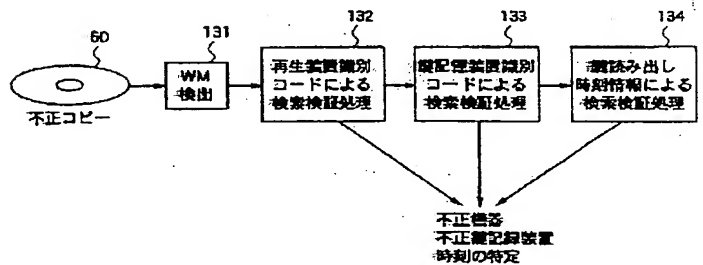 60
131
132
133
134
WM
検出
再生装置識別
コードによる
検索検証処理
鍵記憶装置識別
コードによる
検索検証処理
鍵読み出し
時刻情報による
検索検証処理
不正コピー
不正機器
不正鍵記録装置
時刻の特定